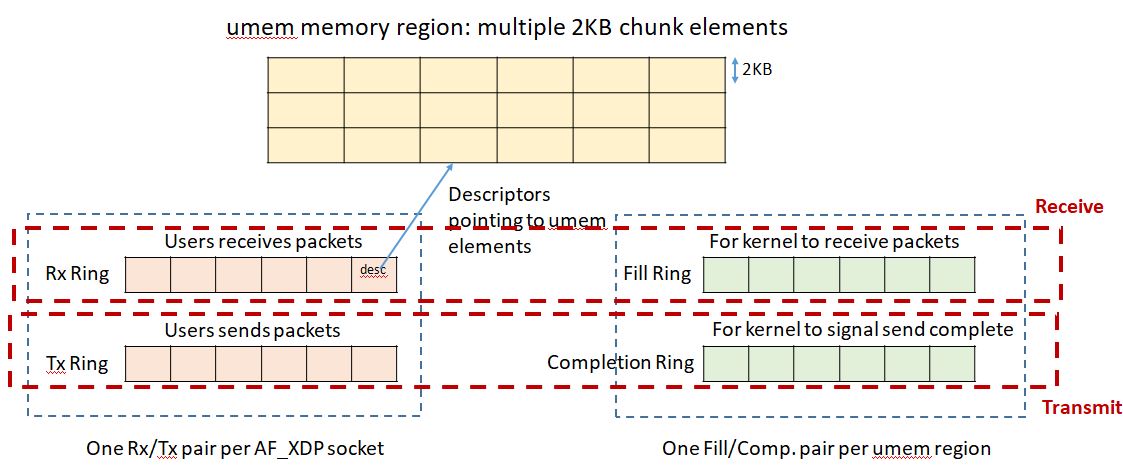 umem memory region: multiple 2KB chunk elements
2KB
Descriptors
pointing to umem
elements
Receive
Users receives packets
For kernel to receive packets
Rx Ring
desc
Fill Ring
Users sends packets
For kernel to signal send complete
Tx Ring
Completion Ring
Transmit
One Rx/Tx pair per AF_XDP socket
One Fill/Comp. pair per umem region